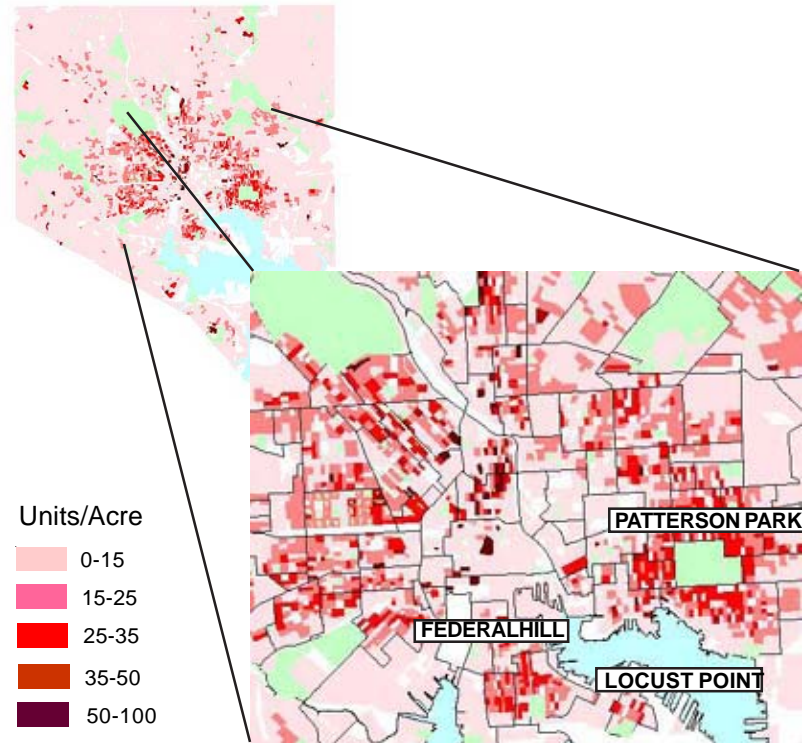 PATTERSON PARK
FEDERALHILL
LOCUST POINT
Units/Acre
0-15
15-25
25-35
35-50
50-100